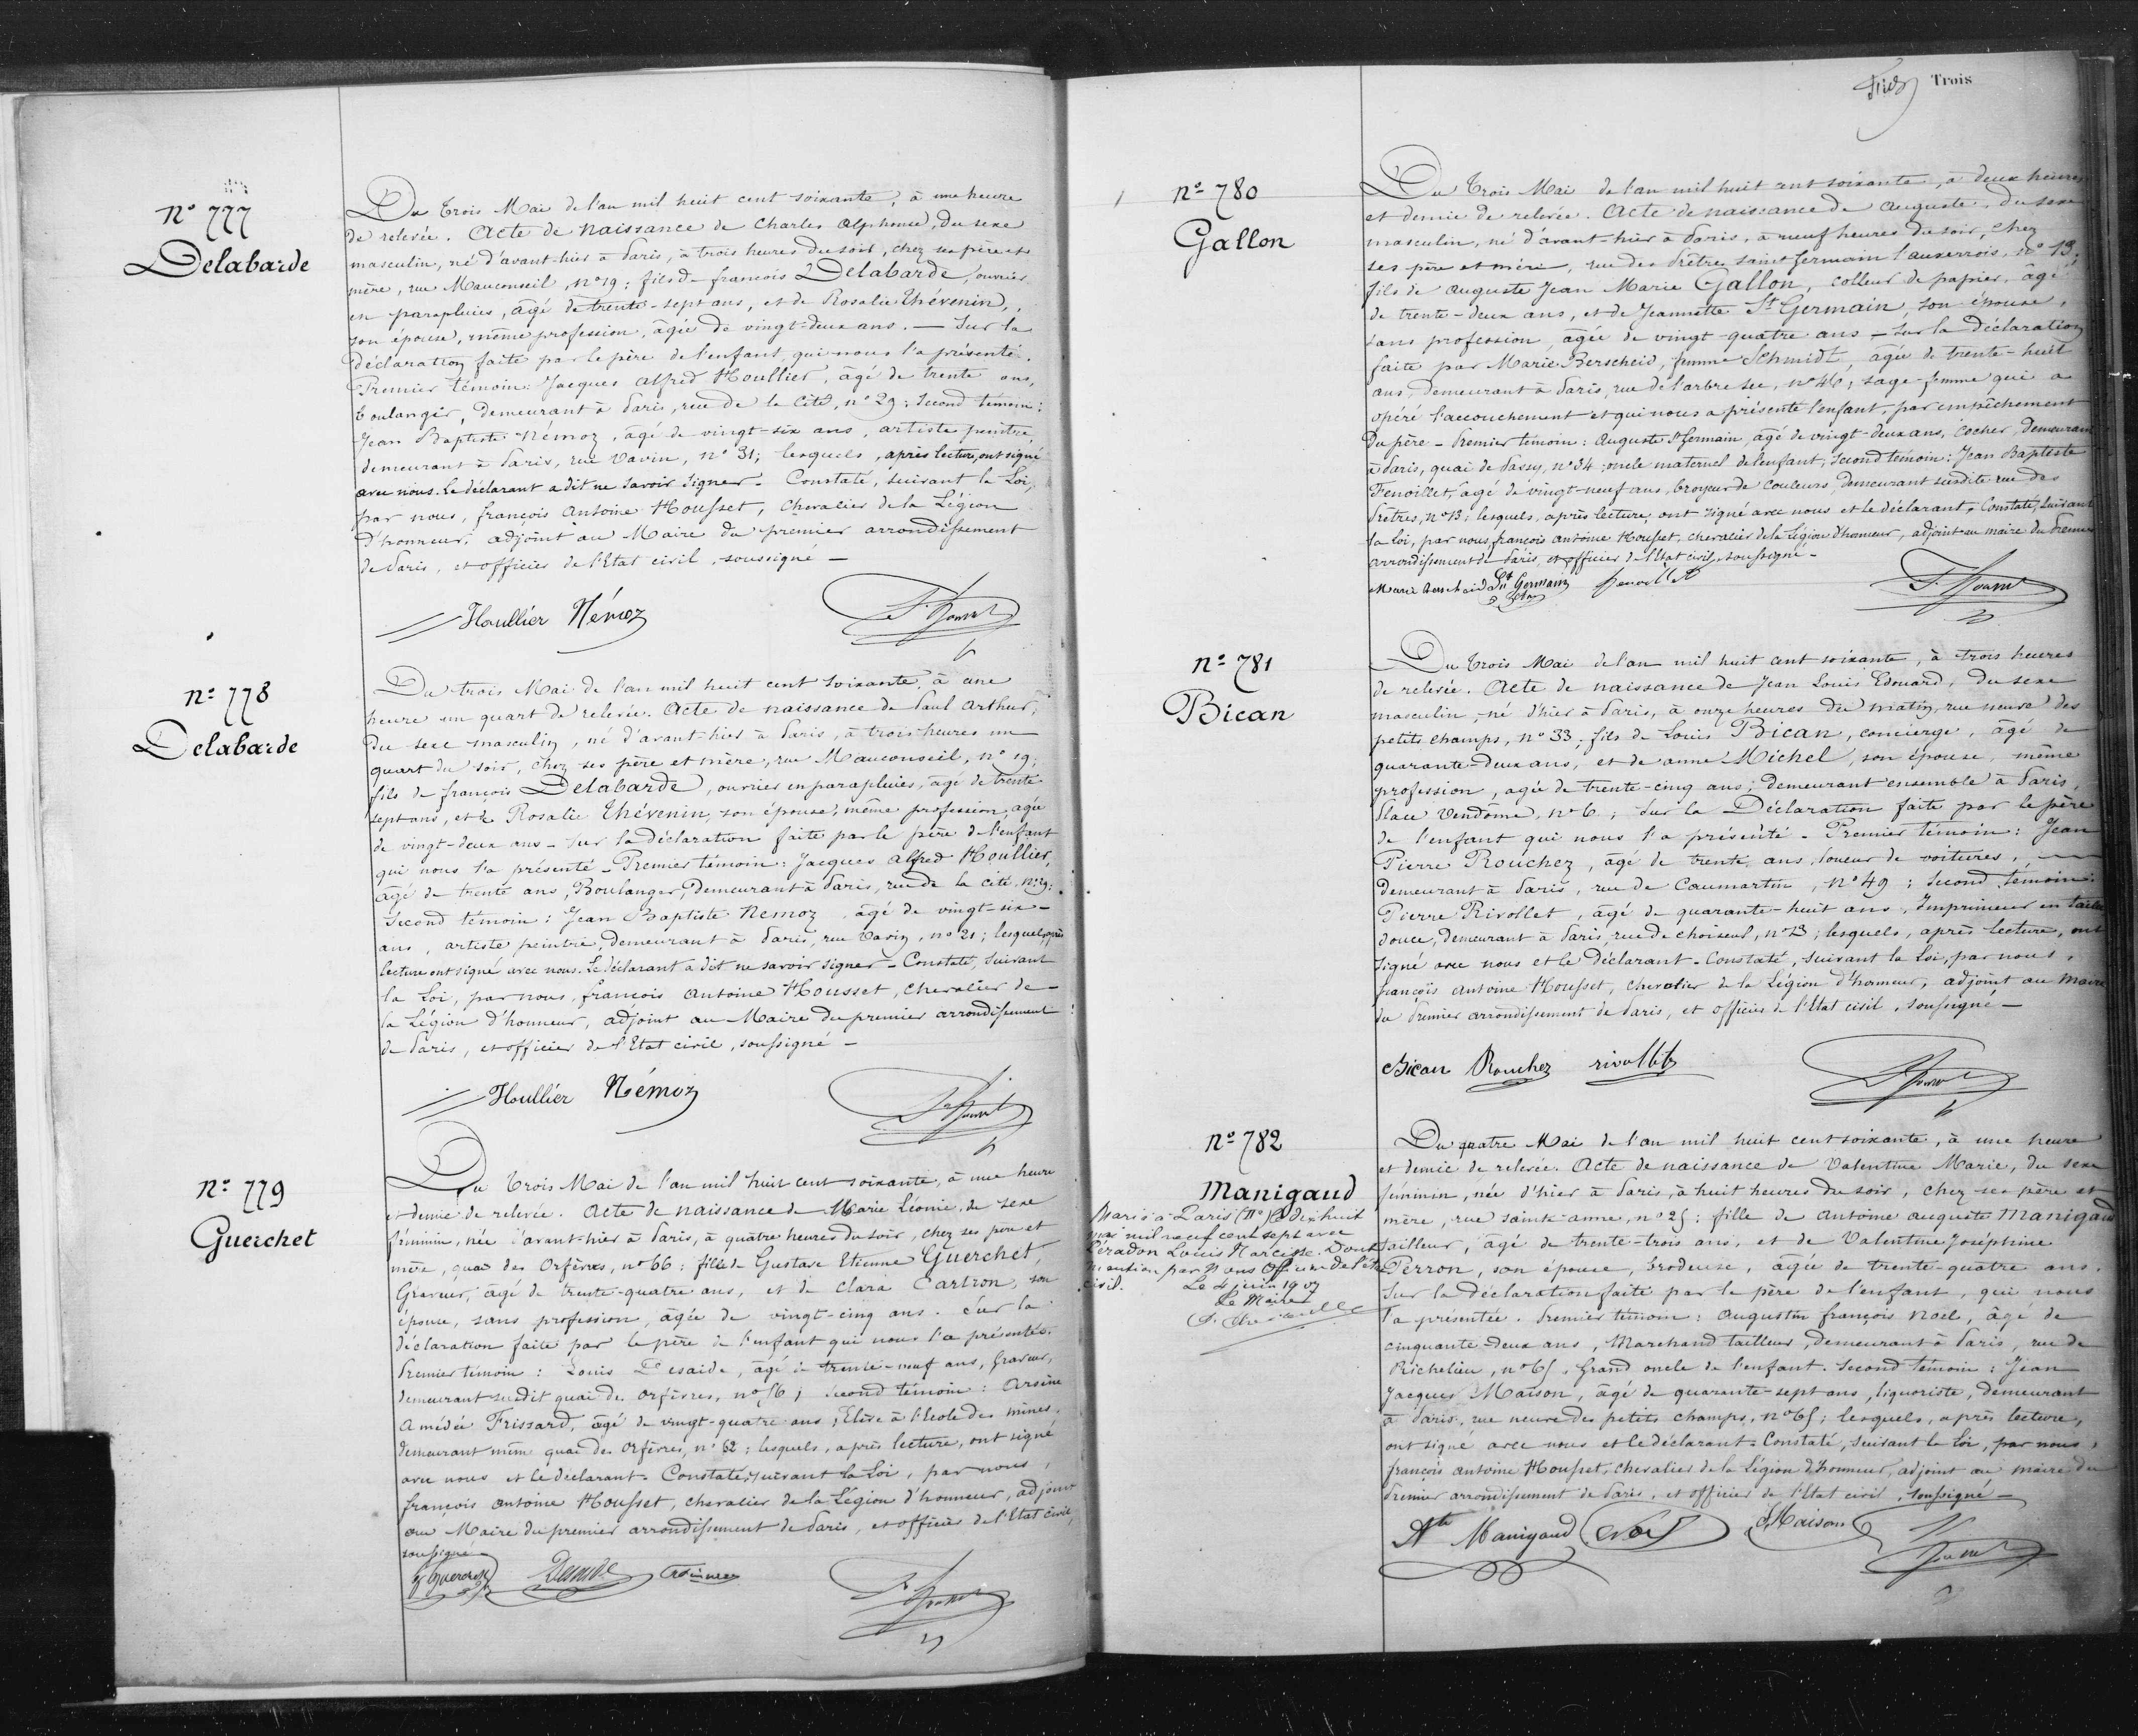 N° 777
Delabarde
Du trois Mai de l'an mil huit cent soixante, à une heure
de relevée. Acte de naissance de Charles Alphonse, du sexe
masculin, né d'avant-hier à Paris, à trois heures du soir, chez ses père et
mère, rue Mauconseil, n° 19; fils de françois Delabarde, ouvrier
en parapluies, âgé de trente-sept ans, et de Rosalie Thévenin,
son épouse, même profession, âgée de vingt-deux ans. — Sur la
déclaration faite par le père de l'enfant, qui nous l'a présenté.
Premier témoin: Jacques Alfred Houllier, âgé de trente ans,
boulanger, demeurant à Paris, rue de la Cité, n° 29; second témoin:
Jean Baptiste Némoz, âgé de vingt-six ans, artiste peintre,
demeurant à Paris, rue Vavin, n° 31; lesquels, après lecture, ont signé
avec nous. Le déclarant a dit ne savoir signer. Constaté, suivant la Loi,
par nous, françois Antoine Housset, Chevalier de la Légion
d'honneur, adjoint au Maire du premier arrondissement
de Paris, et officier de l'Etat civil, soussigné —
Houllier Némoz
N° 778
Delabarde
Du trois Mai de l'an mil huit cent soixante, à une
heure un quart de relevée. Acte de naissance de Paul Arthur,
du sexe masculin, né d'avant-hier à Paris, à trois heures un
quart du soir, chez ses père et mère, rue Mauconseil, n° 19;
fils de françois Delabarde, ouvrier en parapluies, âgé de trente
sept ans, et de Rosalie Thévenin, son épouse, même profession, âgée
de vingt-deux ans — Sur la déclaration faite par le père de l'enfant
qui nous l'a présenté — Premier témoin: Jacques Alfred Houllier,
âgé de trente ans, Boulanger, demeurant à Paris, rue de la cité, n° 29;
Second témoin: Jean Baptiste Nemoz, âgé de vingt-six
ans, artiste peintre, demeurant à Paris, rue Vavin, n° 21; lesquels, après
lecture ont signé avec nous. Le déclarant a dit ne savoir signer — Constaté, suivant
la Loi, par nous, françois Antoine Housset, Chevalier de
la Légion d'honneur, adjoint au Maire du premier arrondissement
de Paris, et officier de l'Etat civil, soussigné —
Houllier Némoz
N° 779
Guerchet
Du trois Mai de l'an mil huit cent soixante, à une heure
et demie de relevée. Acte de naissance de Marie Léonie, de sexe
féminin, née d'avant-hier à Paris, à quatre heures du soir, chez ses père et
mère, quai des Orfèvres, n° 66; fille de Gustave Etienne Guerchet,
Graveur, âgé de trente-quatre ans, et de Clara Cartron, son
épouse, sans profession, âgée de vingt-cinq ans. Sur la
déclaration faite par le père de l'enfant qui nous l'a présentée.
Premier témoin: Louis Desaide, âgé de trente-neuf ans, graveur,
demeurant susdit quai des orfèvres, n° 56; second témoin: Arsène
Amédée Frissard, âgé de vingt-quatre ans, Elève à l'école des mines,
demeurant même quai des Orfèvres, n° 62; lesquels, après lecture, ont signé
avec nous et le déclarant. Constaté, suivant la Loi, par nous,
françois antoine Housset, chevalier de la Légion d'honneur, adjoint
au Maire du premier arrondissement de Paris, et officier de l'Etat civil,
soussigné —
G Guerchet Desaide
Trois
N° 780
Gallon
Du trois Mai de l'an mil huit cent soixante, à deux heures
et demie de relevée. Acte de naissance de Auguste, du sexe
masculin, né d'avant-hier à Paris, à neuf heures du soir, chez
ses père et mère, rue des Prêtres saint Germain l'auxerrois, n° 13;
fils de Auguste Jean Marie Gallon, colleur de papier, âgé
de trente-deux ans, et de Jeannette St Germain, son épouse,
sans profession, âgée de vingt-quatre ans — sur la déclaration
faite par Marie Berscheid, femme Schmidt, âgée de trente-huit
ans, demeurant à Paris, rue de l'arbre sec, n° 46; sage-femme qui a
opéré l'accouchement et qui nous a présenté l'enfant, par empêchement
du père — Premier témoin: Auguste St Germain, âgé de vingt-deux ans, cocher, demeurant
à Paris, quai de Passy, n° 34, oncle maternel de l'enfant; second témoin: Jean Baptiste
Fenoillet, âgé de vingt-neuf ans, broyeur de couleurs, demeurant susdite rue des
Prêtres, n° 13; lesquels, après lecture, ont signé avec nous et le déclarant. Constaté, suivant
la Loi, par nous, françois antoine Housset, chevalier de la Légion d'honneur, adjoint au maire du Premier
arrondissement de Paris, et officier de l'Etat civil, soussigné —
Marie Berscheid St Germain Fenoillet
N° 781
Bican
Du trois Mai de l'an mil huit cent soixante, à trois heures
de relevée. Acte de naissance de Jean Louis Edouard, du sexe
masculin, né d'hier à Paris, à onze heures du matin, rue neuve des
petits champs, n° 33; fils de Louis Bican, concierge, âgé de
quarante-deux ans, et de anne Michel, son épouse, même
profession, âgée de trente-cinq ans; demeurant ensemble à Paris,
Place Vendôme, n° 6; Sur la Déclaration faite par le père
de l'enfant qui nous l'a présenté — Premier témoin: Jean
Pierre Rouchez, âgé de trente ans, loueur de voitures,
demeurant à Paris, rue de Caumartin, n° 49; Second témoin:
Pierre Rivollet, âgé de quarante-huit ans, Imprimeur en taille
douce, demeurant à Paris, rue de choiseul, n° 13; lesquels, après lecture, ont
signé avec nous et le déclarant. Constaté, suivant la Loi, par nous,
françois Antoine Housset, chevalier de la Légion d'honneur, adjoint au maire
du Premier arrondissement de Paris, et officier de l'Etat civil, soussigné —
Bican Rouchez rivollet
N° 782
Manigaud
Marié à Paris (IIe) le dix huit
mai mil neuf cent sept avec
Péradon Louis Narcisse. Dont
mention par nous officier de l'état
civil. Le 4 juin 1907
Le Maire
Du quatre Mai de l'an mil huit cent soixante, à une heure
et demie de relevée. Acte de naissance de Valentine Marie, du sexe
féminin, née d'hier à Paris, à huit heures du soir, chez ses père et
mère, rue sainte anne, n° 25; fille de Antoine auguste Manigaud
tailleur, âgé de trente-trois ans, et de Valentine Joséphine
Perron, son épouse, brodeuse, âgée de trente-quatre ans.
Sur la déclaration faite par le père de l'enfant, qui nous
l'a présentée. Premier témoin: Augustin françois Noël, âgé de
cinquante-deux ans, Marchand tailleur, demeurant à Paris, rue de
Richelieu, n° 65, Grand oncle de l'enfant. Second témoin: Jean
Jacques Maison, âgé de quarante-sept ans, liquoriste, demeurant
à Paris, rue neuve des petits champs, n° 65; lesquels, après lecture,
ont signé avec nous et le déclarant. Constaté, suivant la Loi, par nous,
françois antoine Housset, chevalier de la Légion d'honneur, adjoint au maire du
Premier arrondissement de Paris, et officier de l'Etat civil, soussigné —
Ate Manigaud Noël Maison